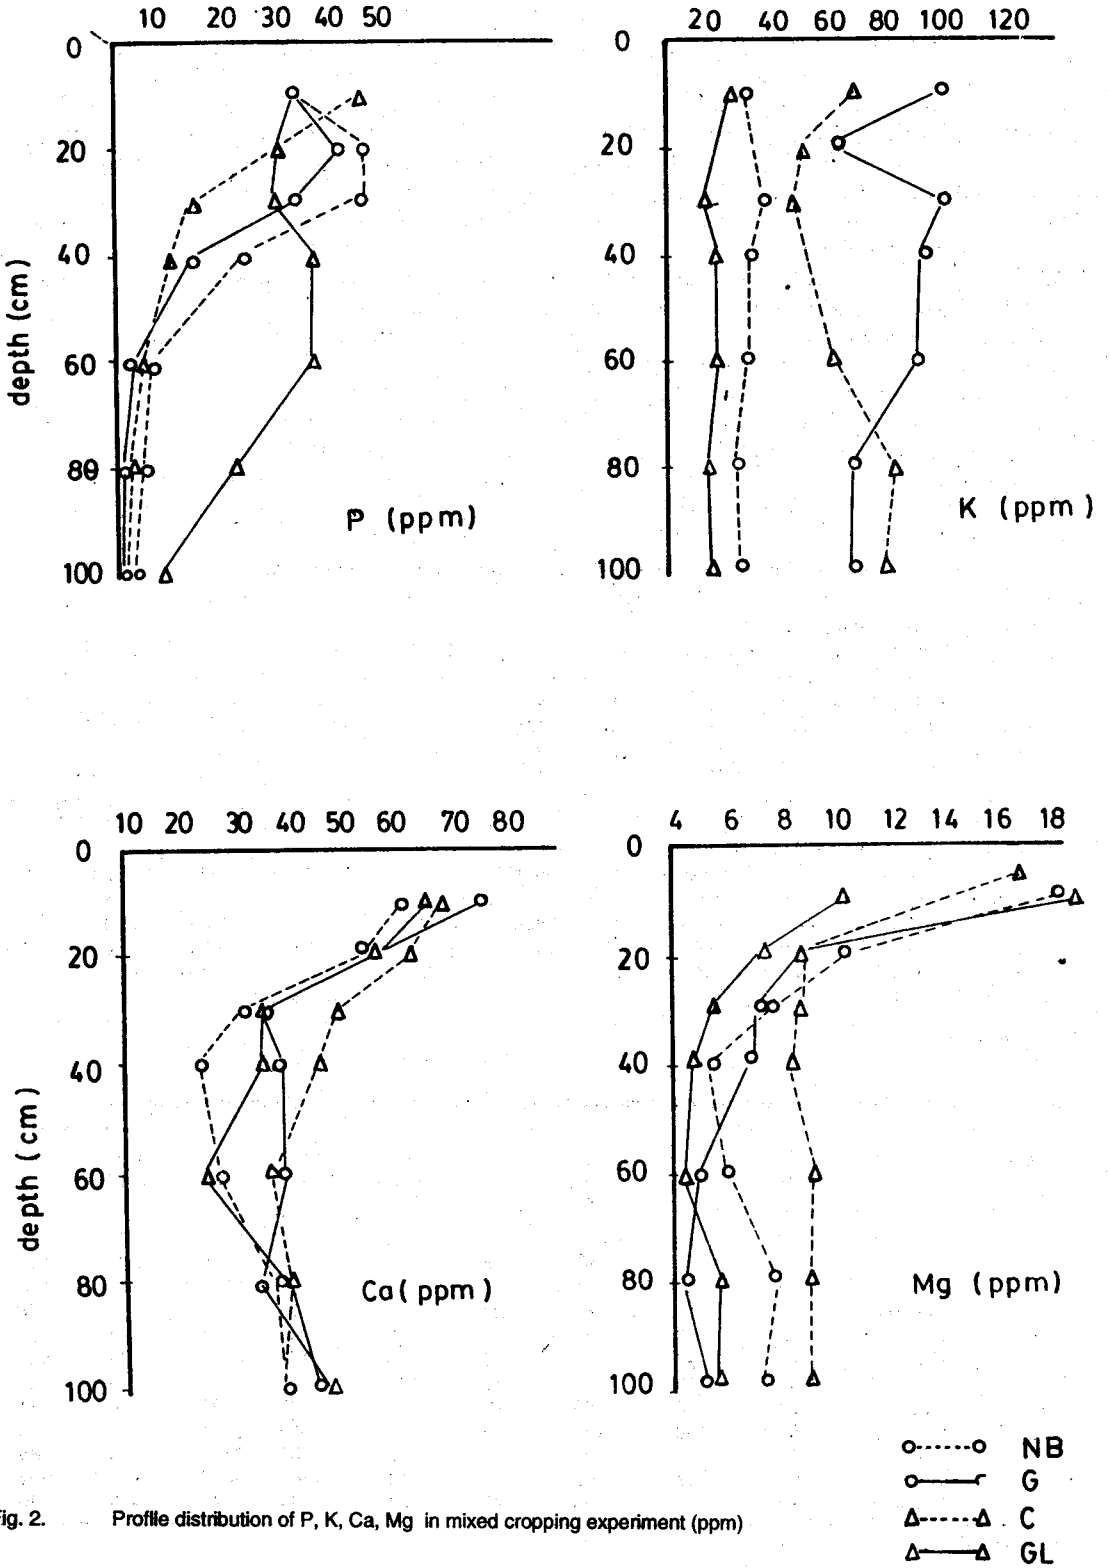 10 20 30 40 50
0
20
40
60
80
100
depth (cm)
P (ppm)
20 40 60 80 100 120
0
20
40
60
80
100
K (ppm)
10 20 30 40 50 60 70 80
0
20
40
60
80
100
depth (cm)
Ca (ppm)
4 6 8 10 12 14 16 18
0
20
40
60
80
100
Mg (ppm)
NB
G
C
GL
ig. 2. Profile distribution of P, K, Ca, Mg in mixed cropping experiment (ppm)